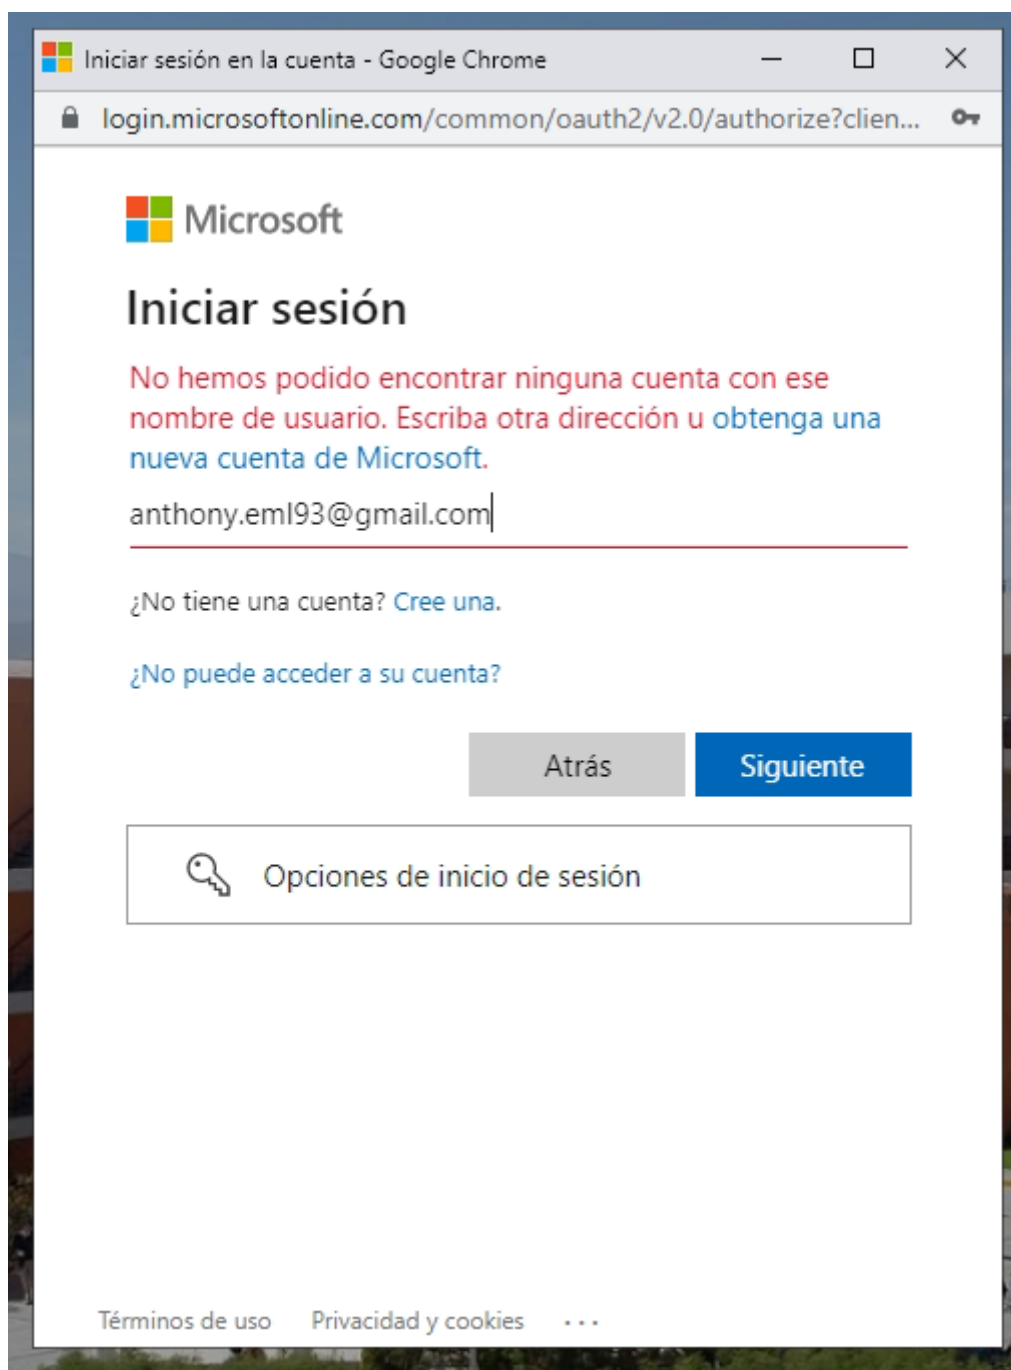 Iniciar sesión en la cuenta - Google Chrome
login.microsoftonline.com/common/oauth2/v2.0/authorize?clien...
Microsoft
Iniciar sesión
No hemos podido encontrar ninguna cuenta con ese
nombre de usuario. Escriba otra dirección u obtenga una
nueva cuenta de Microsoft.
anthony.eml93@gmail.com
¿No tiene una cuenta? Cree una.
¿No puede acceder a su cuenta?
Atrás Siguiente
Opciones de inicio de sesión
Términos de uso Privacidad y cookies ...